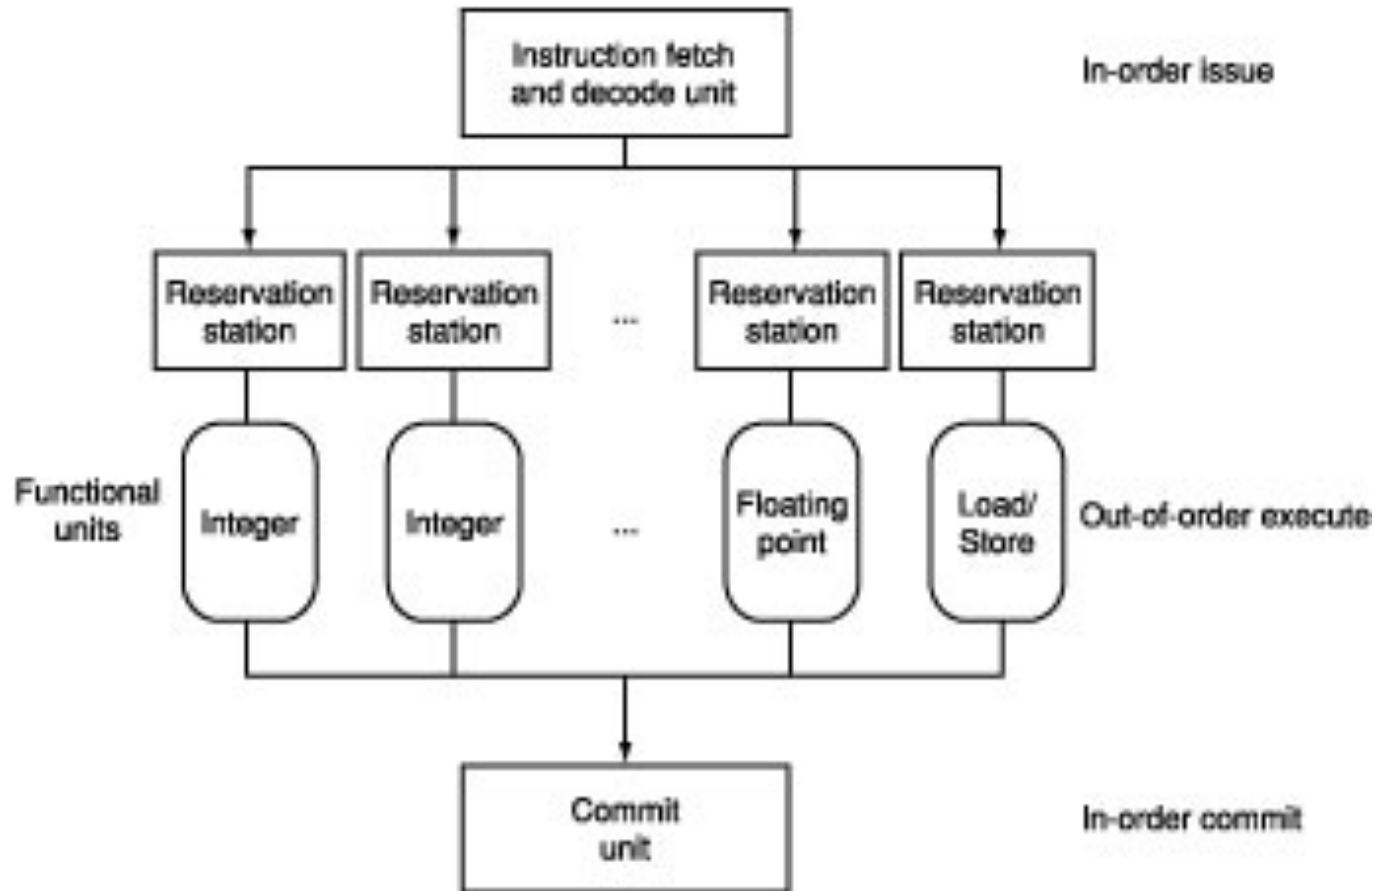 Instruction fetch
and decode unit
In-order issue
Reservation
station
Reservation
station
...
Reservation
station
Reservation
station
Functional
units
Integer
Integer
...
Floating
point
Load/
Store
Out-of-order execute
Commit
unit
In-order commit